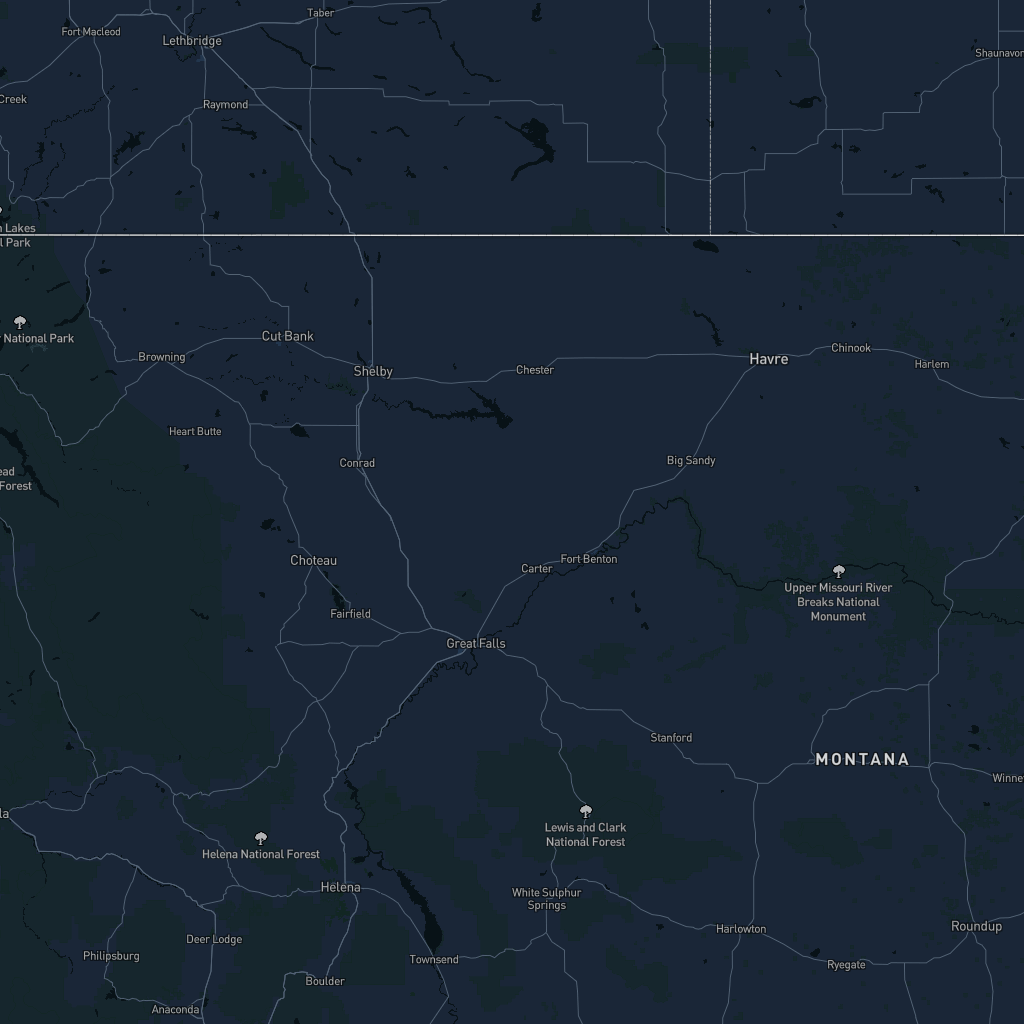 Taber
Fort Macleod
Lethbridge
Shaunavon
Creek
Raymond
Lakes
l Park
National Park
Cut Bank
Browning
Shelby
Chester
Havre
Chinook
Harlem
Heart Butte
Conrad
Big Sandy
ead
Forest
Choteau
Carter
Fort Benton
Upper Missouri River
Breaks National
Monument
Fairfield
Great Falls
Stanford
MONTANA
Winne
la
Lewis and Clark
National Forest
Helena National Forest
Helena
White Sulphur
Springs
Harlowton
Roundup
Deer Lodge
Philipsburg
Townsend
Ryegate
Boulder
Anaconda